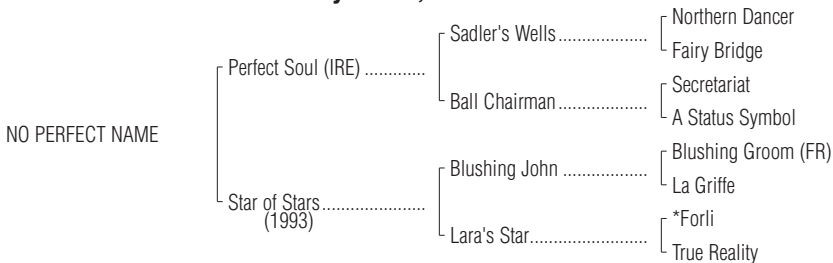 Northern Dancer
Sadler's Wells....................
Fairy Bridge
Perfect Soul (IRE) .............
Secretariat
Ball Chairman....................
A Status Symbol
NO PERFECT NAME
Blushing Groom (FR)
Blushing John ...................
La Griffe
Star of Stars.......................
(1993)
*Forli
Lara's Star..........................
True Reality